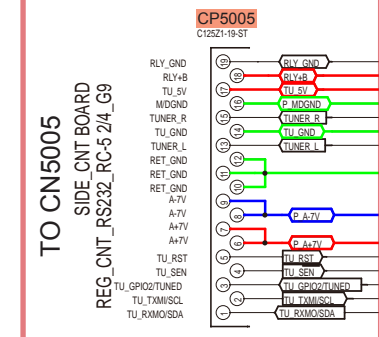 CP5005
C125Z1-19-ST
TO CN5005
SIDE_CNT BOARD
REG_CNT_RS232_RC-5 2/4_G9
RLY_GND 19 RLY_GND
RLY+B 18 RLY+B
TU_5V 17 TU_5V
M/DGND 16 P_MDGND
TUNER_R 15 TUNER_R
TU_GND 14 TU_GND
TUNER_L 13 TUNER_L
RET_GND 12
RET_GND 11
RET_GND 10
A-7V 9
A-7V 8 P_A-7V
A+7V 7
A+7V 6 P_A+7V
TU_RST 5 TU_RST
TU_SEN 4 TU_SEN
TU_GPIO2/TUNED 3 TU_GPIO2/TUNED
TU_TXMI/SCL 2 TU_TXMI/SCL
TU_RXMO/SDA 1 TU_RXMO/SDA